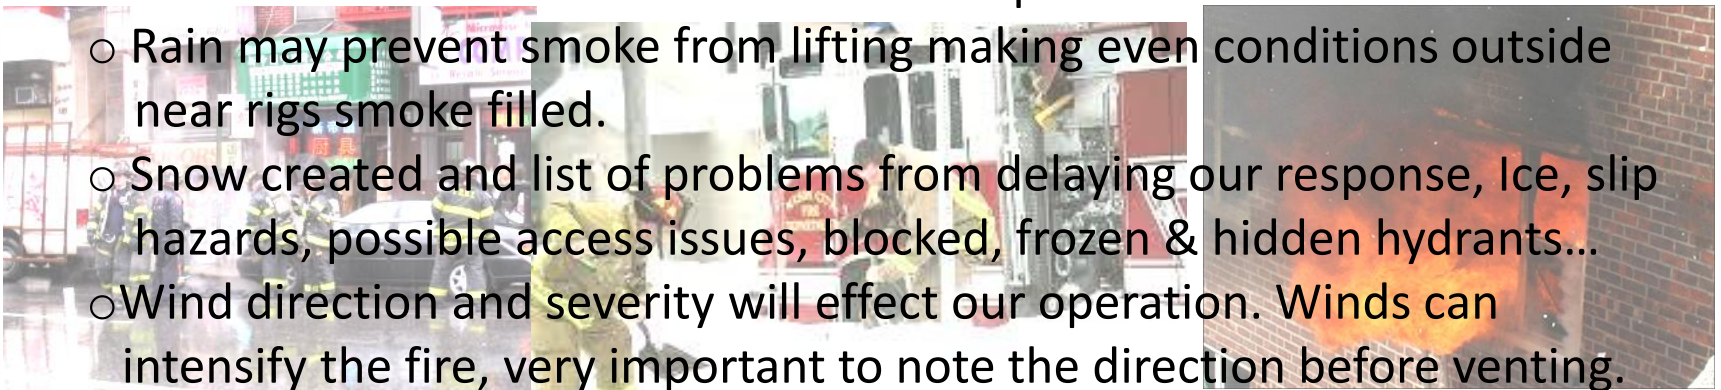 ○ Rain may prevent smoke from lifting making even conditions outside
near rigs smoke filled.
○ Snow created and list of problems from delaying our response, Ice, slip
hazards, possible access issues, blocked, frozen & hidden hydrants...
○Wind direction and severity will effect our operation. Winds can
intensify the fire, very important to note the direction before venting.